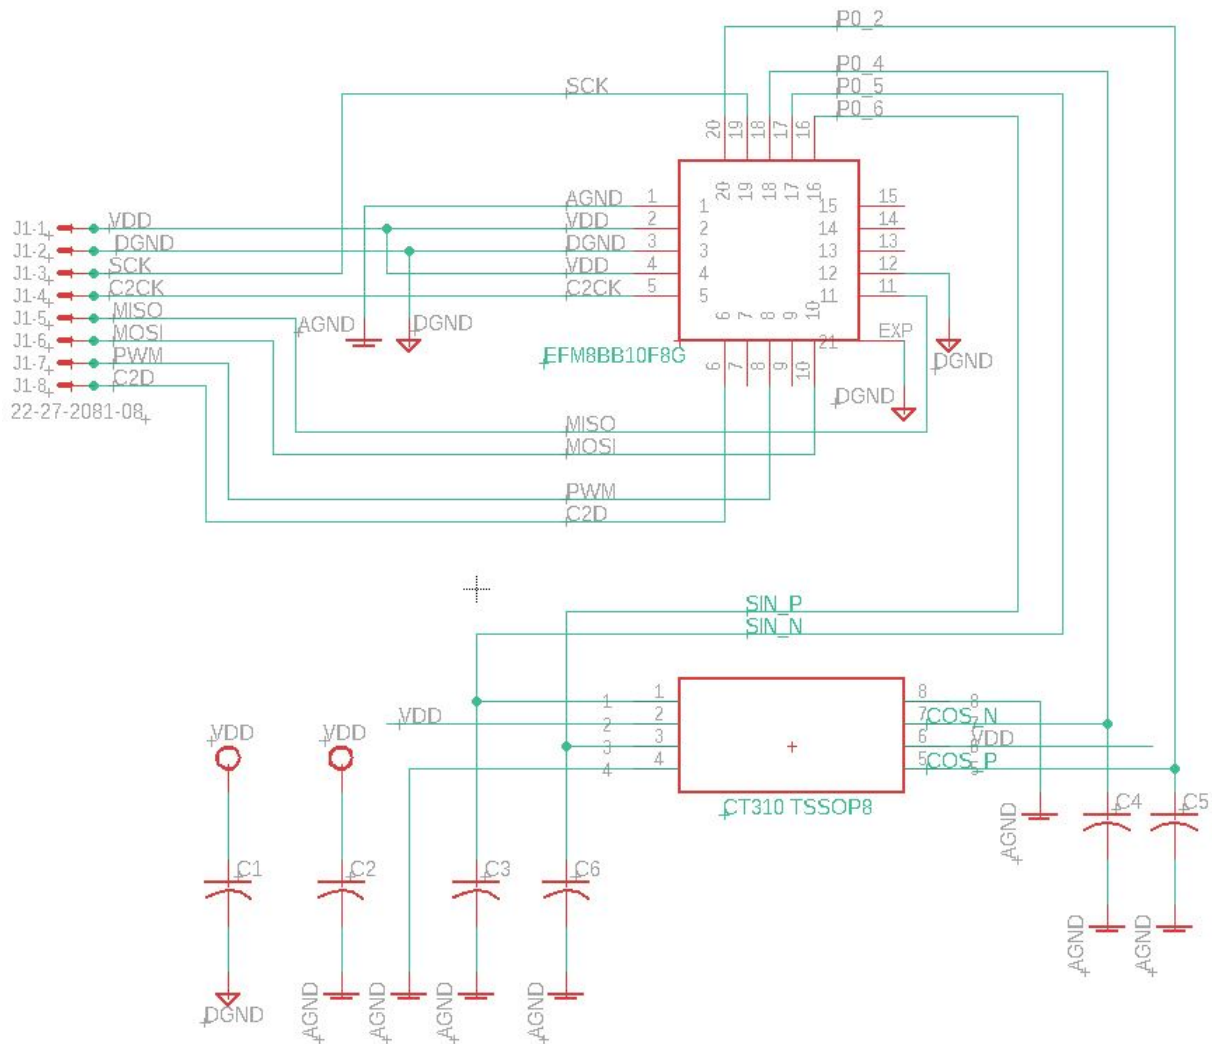 P0_2
P0_4
SCK P0_5
P0_6
20 19 18 17 16
20 19 18 17 16
AGND 1 1 15 15
J1-1 VDD VDD 2 2 14 14
J1-2 DGND DGND 3 3 13 13
J1-3 SCK VDD 4 4 12 12
J1-4 C2CK C2CK 5 5 11 11
J1-5 MISO AGND DGND 6 7 8 9 10
J1-6 MOSI 21 EXP
J1-7 PWM EFM8BB10F8G DGND
J1-8 C2D 6 7 8 9 10
22-27-2081-08 DGND
MISO
MOSI
PWM
C2D
SIN_P
SIN_N
1 1 8 8
VDD 2 2 7 COS_N 7
VDD VDD 3 3 6 VDD
4 4 5 COS_P 5
CT310 TSSOP8
AGND C4 C5
C1 C2 C3 C6
AGND AGND
DGND AGND AGND AGND AGND